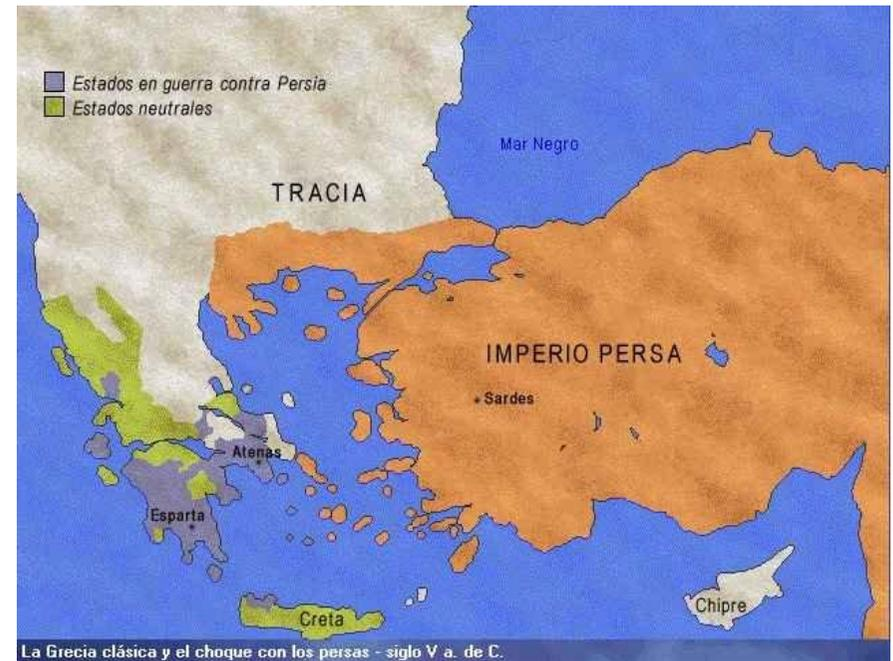 Estados en guerra contra Persia
Estados neutrales
Mar Negro
TRACIA
IMPERIO PERSA
Sardes
Atenas
Esparta
Creta
Chipre
La Grecia clásica y el choque con los persas - siglo V a. de C.